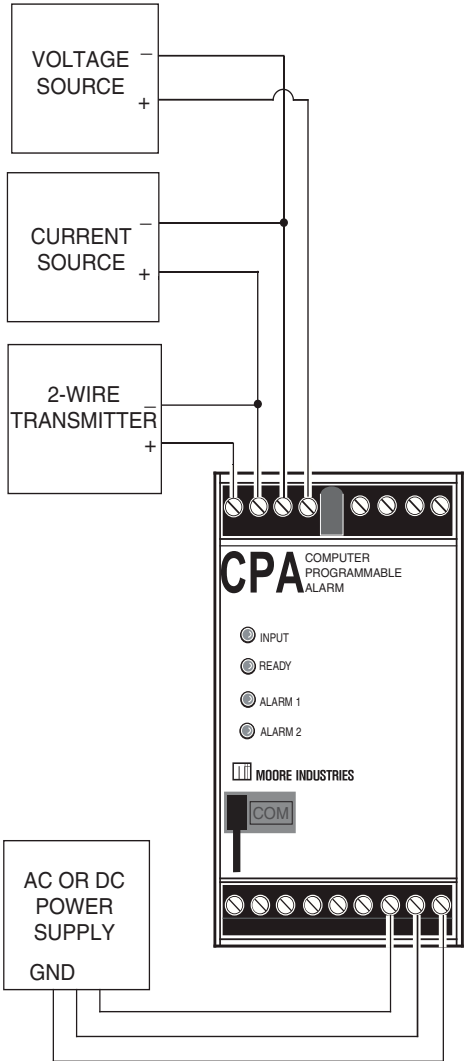 VOLTAGE –
SOURCE
+
CURRENT –
SOURCE
+
2-WIRE
TRANSMITTER –
+
CPA COMPUTER
PROGRAMMABLE
ALARM
INPUT
READY
ALARM 1
ALARM 2
MOORE INDUSTRIES
COM
AC OR DC
POWER
SUPPLY
GND